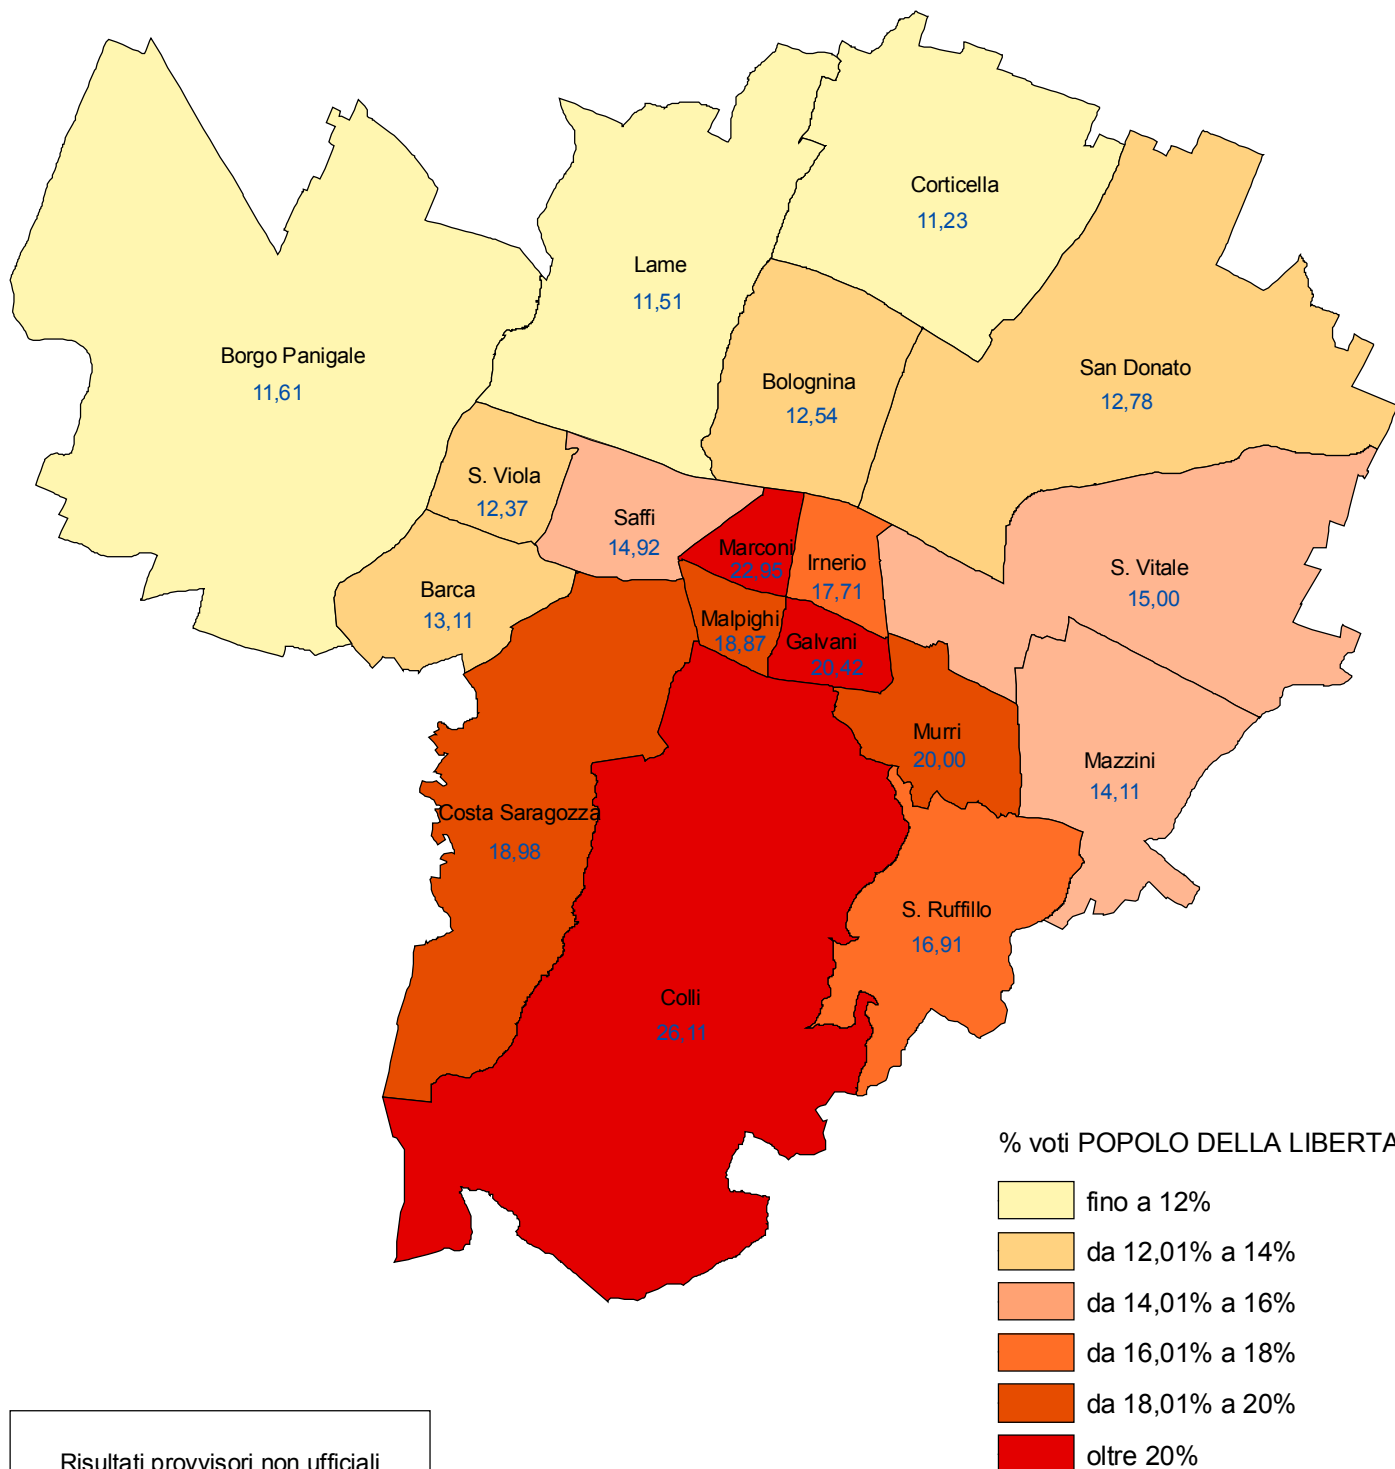 Corticella
11,23
Lame
11,51
Borgo Panigale
11,61
San Donato
12,78
Bolognina
12,54
S. Viola
12,37
Saffi
14,92
Marconi
22,95
Irnerio
17,71
S. Vitale
15,00
Barca
13,11
Malpighi
18,87
Galvani
20,42
Murri
20,00
Mazzini
14,11
Costa Saragozza
18,98
S. Ruffillo
16,91
Colli
26,11
% voti POPOLO DELLA LIBERTA
fino a 12%
da 12,01% a 14%
da 14,01% a 16%
da 16,01% a 18%
da 18,01% a 20%
oltre 20%
Risultati provvisori non ufficiali